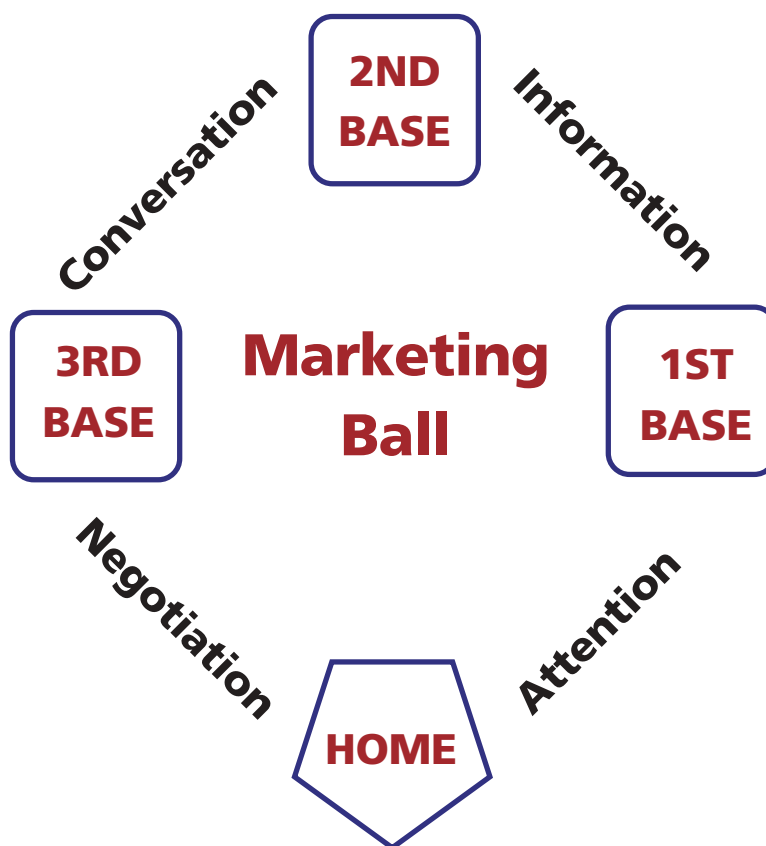 2ND
BASE
Conversation
Information
Marketing
Ball
3RD
BASE
1ST
BASE
Negotiation
Attention
HOME